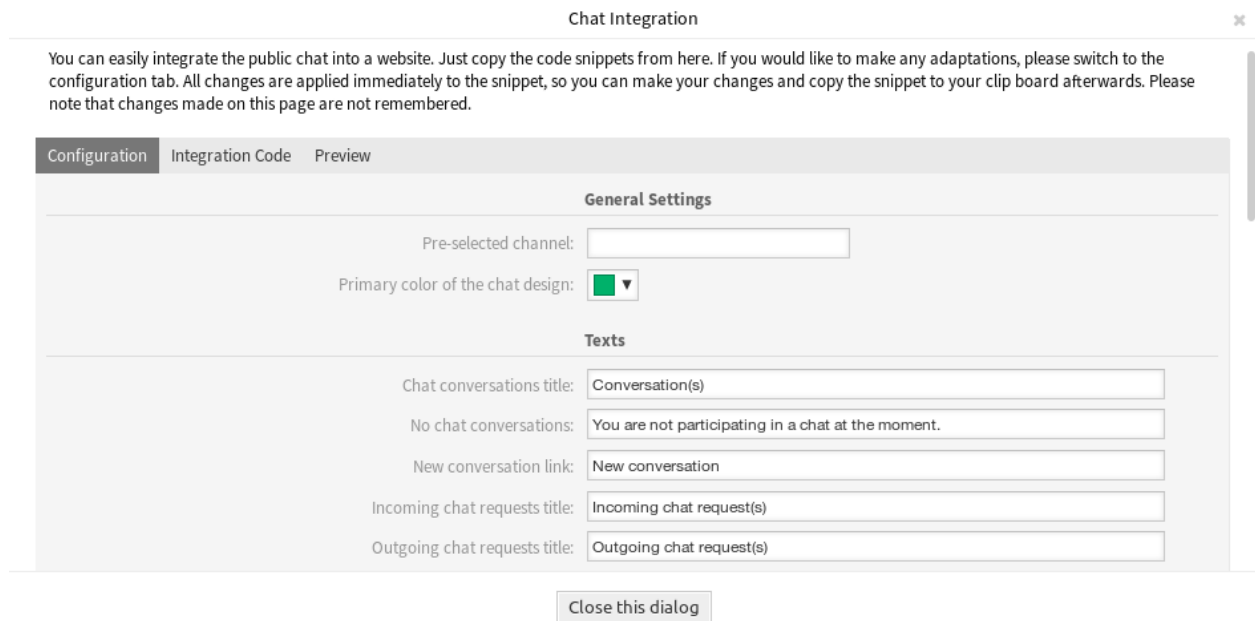 Chat Integration
You can easily integrate the public chat into a website. Just copy the code snippets from here. If you would like to make any adaptations, please switch to the
configuration tab. All changes are applied immediately to the snippet, so you can make your changes and copy the snippet to your clip board afterwards. Please
note that changes made on this page are not remembered.
Configuration Integration Code Preview
General Settings
Pre-selected channel:
Primary color of the chat design:
Texts
Chat conversations title: Conversation(s)
No chat conversations: You are not participating in a chat at the moment.
New conversation link: New conversation
Incoming chat requests title: Incoming chat request(s)
Outgoing chat requests title: Outgoing chat request(s)
Close this dialog